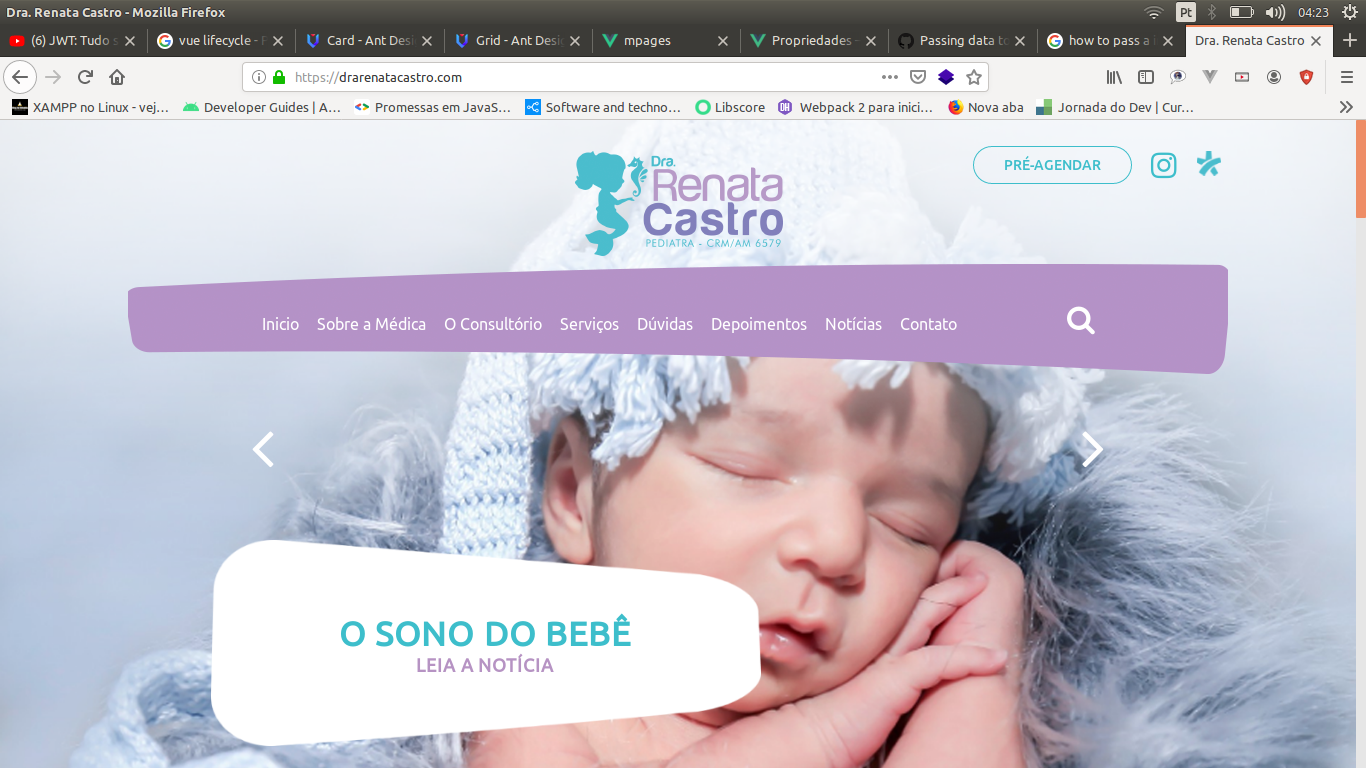 Dra. Renata Castro - Mozilla Firefox
Pt
04:23
(6) JWT: Tudo s
vue lifecycle - P
Card - Ant Desi
Grid - Ant Desig
mpages
Propriedades -
Passing data to
how to pass a
Dra. Renata Castro
https://drarenatacastro.com
XAMPP no Linux - vej…
Developer Guides | A…
Promessas em JavaS…
Software and techno…
Libscore
Webpack 2 para inici…
Nova aba
Jornada do Dev | Cur…
Dra.
Renata
Castro
PEDIATRA - CRM/AM 6579
PRÉ-AGENDAR
Inicio Sobre a Médica O Consultório Serviços Dúvidas Depoimentos Notícias Contato
O SONO DO BEBÊ
LEIA A NOTÍCIA